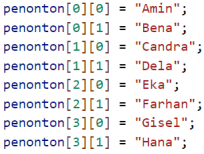 penonton[0][0] = "Amin";
penonton[0][1] = "Bena";
penonton[1][0] = "Candra";
penonton[1][1] = "Dela";
penonton[2][0] = "Eka";
penonton[2][1] = "Farhan";
penonton[3][0] = "Gisel";
penonton[3][1] = "Hana";